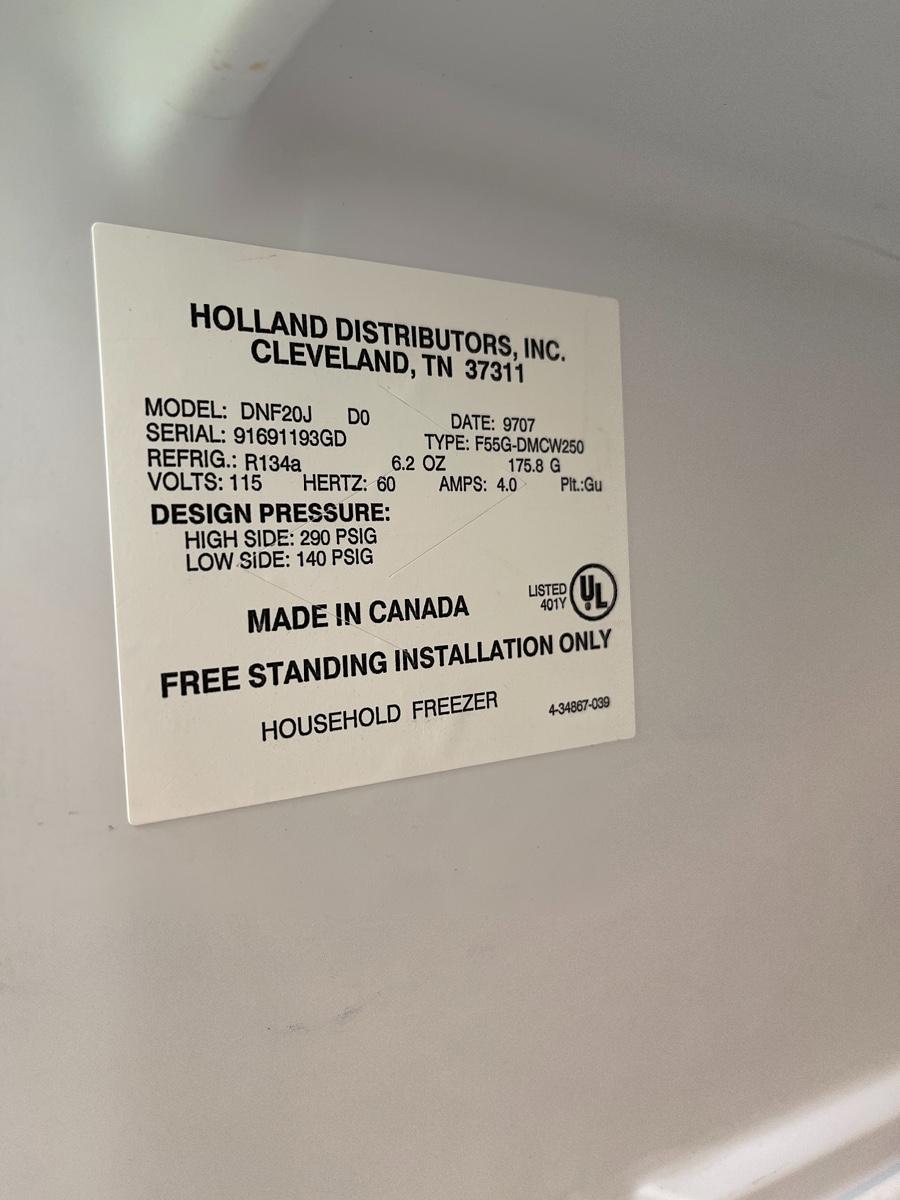 HOLLAND DISTRIBUTORS, INC.
CLEVELAND, TN 37311
MODEL: DNF20J D0 DATE: 9707
SERIAL: 91691193GD TYPE: F55G-DMCW250
REFRIG.: R134a 6.2 OZ 175.8 G
VOLTS: 115 HERTZ: 60 AMPS: 4.0 Plt.:Gu
DESIGN PRESSURE:
HIGH SIDE: 290 PSIG
LOW SIDE: 140 PSIG
LISTED UL
401Y
MADE IN CANADA
FREE STANDING INSTALLATION ONLY
HOUSEHOLD FREEZER 4-34867-039